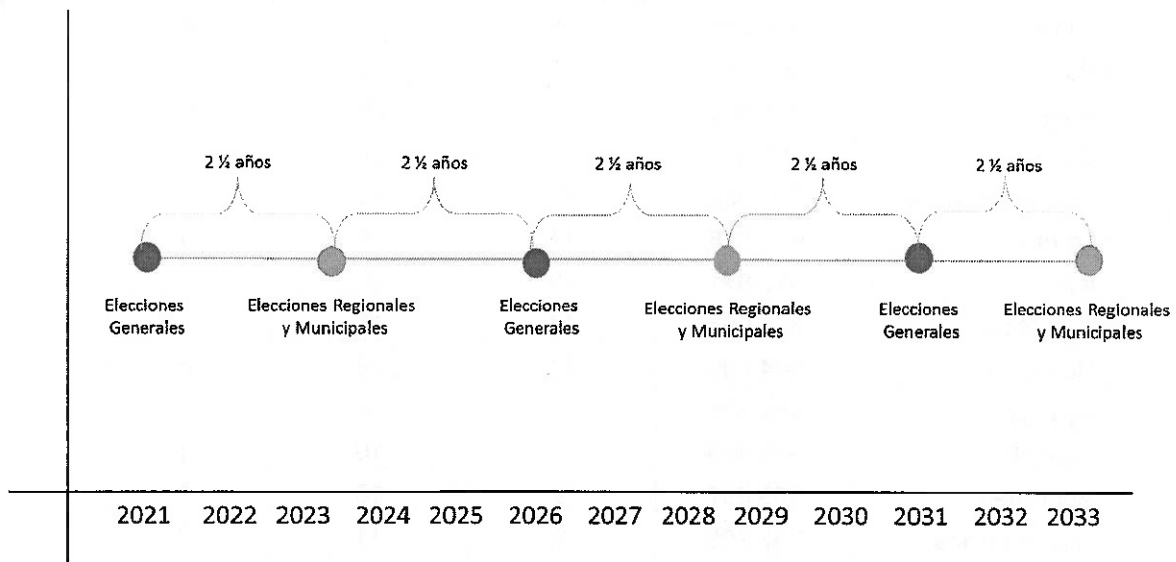 2 ½ años
2 ½ años
2 ½ años
2 ½ años
2 ½ años
Elecciones
Generales
Elecciones Regionales
y Municipales
Elecciones
Generales
Elecciones Regionales
y Municipales
Elecciones
Generales
Elecciones Regionales
y Municipales
2021 2022 2023 2024 2025 2026 2027 2028 2029 2030 2031 2032 2033